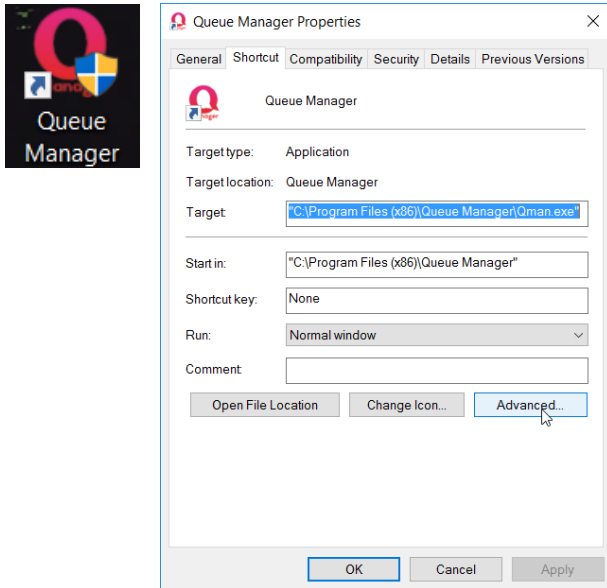 Queue
Manager
Queue Manager Properties
General Shortcut Compatibility Security Details Previous Versions
Queue Manager
Target type: Application
Target location: Queue Manager
Target: "C:\Program Files (x86)\Queue Manager\Qman.exe"
Start in: "C:\Program Files (x86)\Queue Manager"
Shortcut key: None
Run: Normal window
Comment:
Open File Location Change Icon... Advanced...
OK Cancel Apply